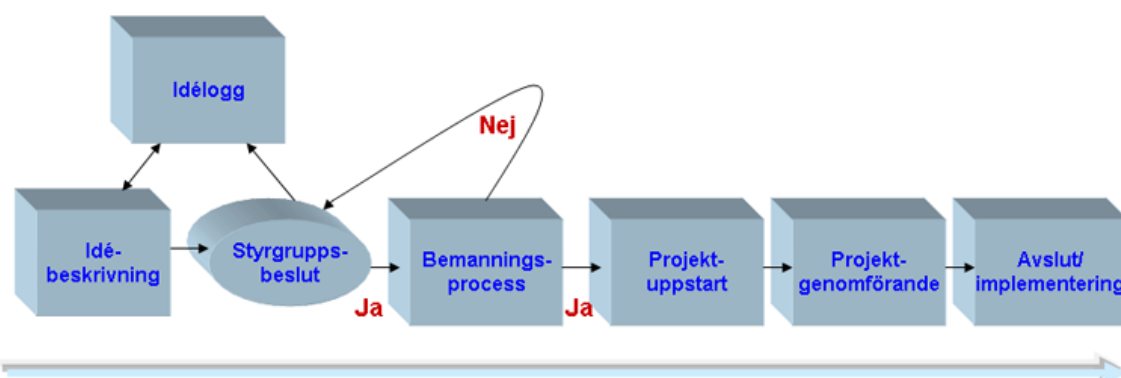 Idélogg
Nej
Idé-
beskrivning
Styrgrupps-
beslut
Ja
Bemannings-
process
Ja
Projekt-
uppstart
Projekt-
genomförande
Avslut/
implementering